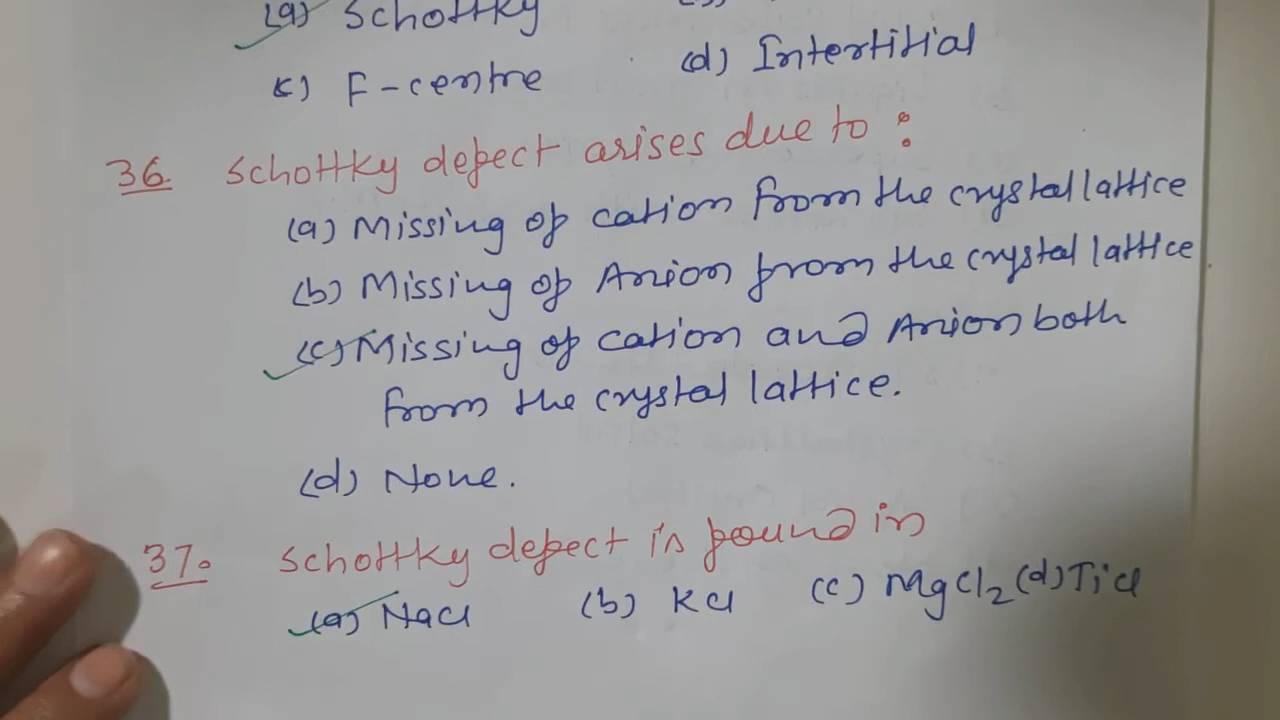 (a) Schottky
(c) F-centre (d) Intertitial
36. Schottky defect arises due to :
(a) Missing of cation from the crystal lattice
(b) Missing of Anion from the crystal lattice
(c) Missing of cation and Anion both
from the crystal lattice.
(d) None.
37. Schottky defect is found in
(a) NaCl (b) KCl (c) MgCl2 (d) TiCl